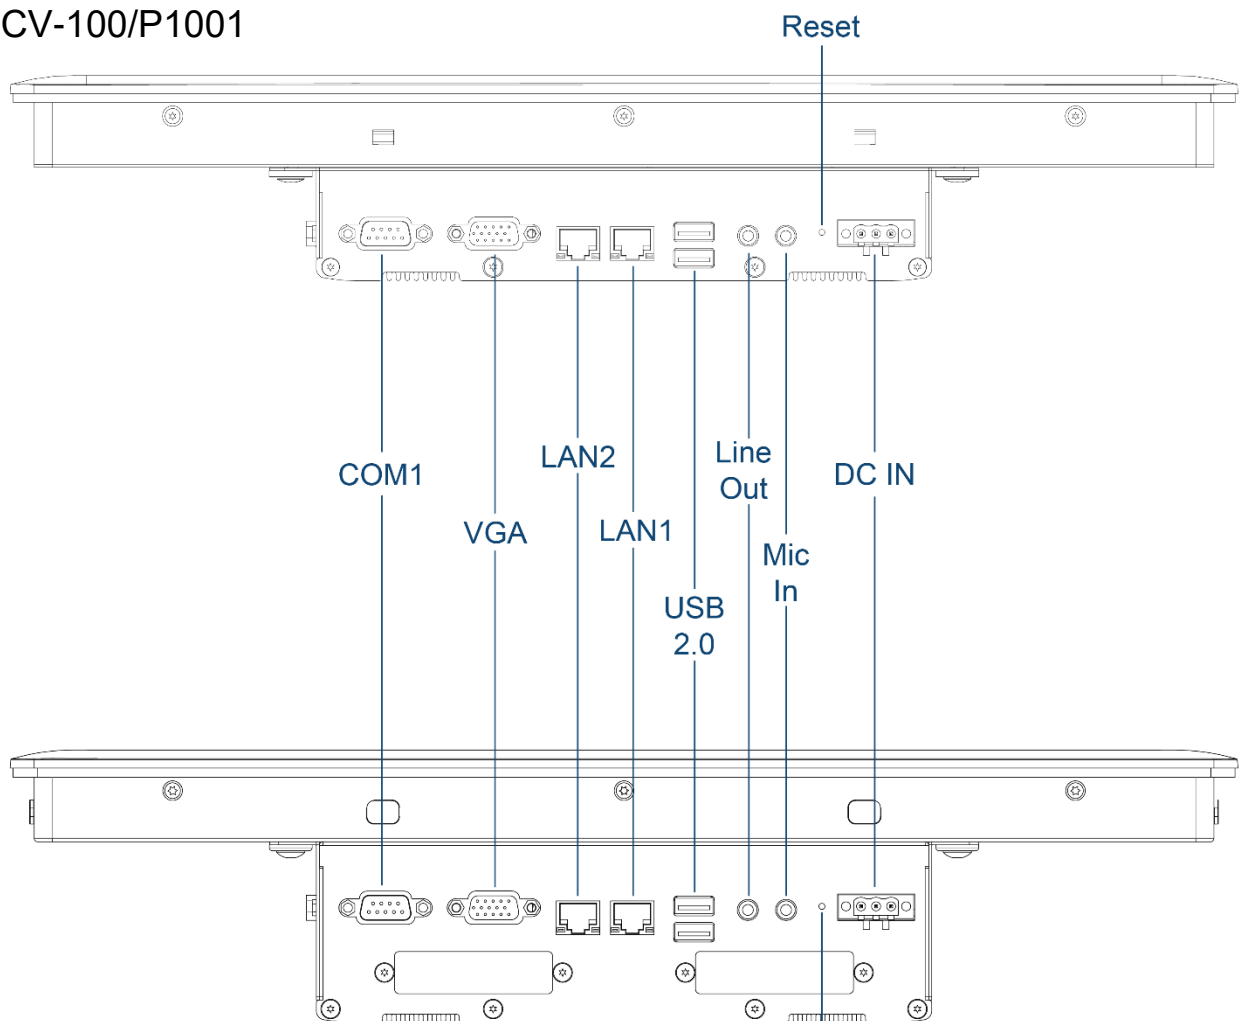 CV-100/P1001
Reset
COM1
VGA
LAN2
LAN1
USB
2.0
Line
Out
Mic
In
DC IN